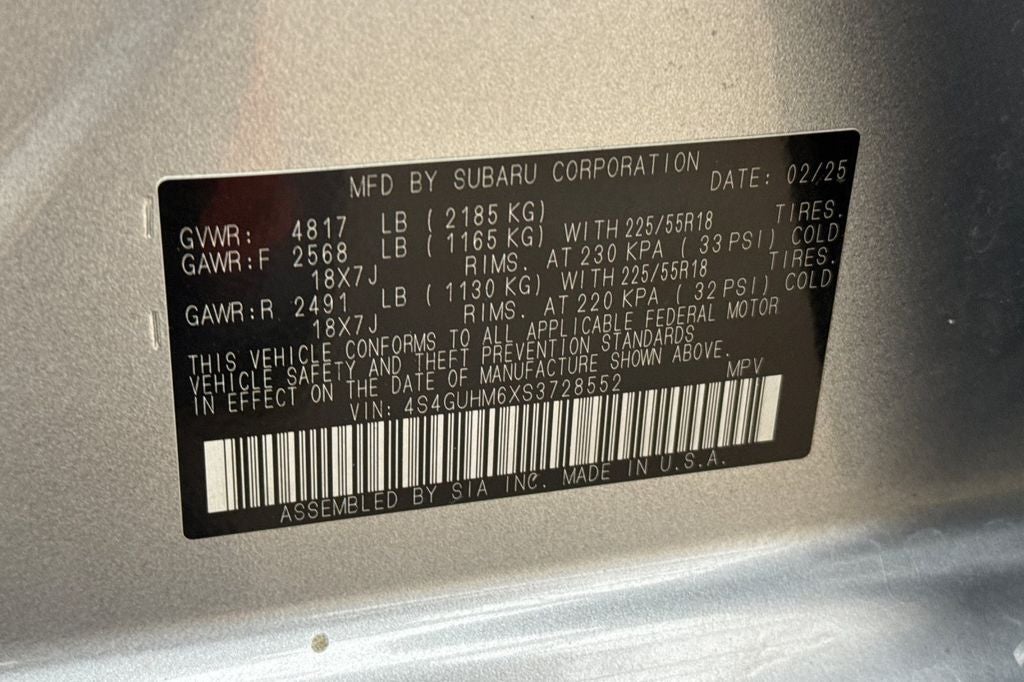 MFD BY SUBARU CORPORATION DATE: 02/25
GVWR: 4817 LB ( 2185 KG)
GAWR:F 2568 LB ( 1165 KG) WITH 225/55R18 TIRES.
18X7J RIMS. AT 230 KPA ( 33 PSI) COLD
GAWR:R 2491 LB ( 1130 KG) WITH 225/55R18 TIRES.
18X7J RIMS. AT 220 KPA ( 32 PSI) COLD
THIS VEHICLE CONFORMS TO ALL APPLICABLE FEDERAL MOTOR
VEHICLE SAFETY AND THEFT PREVENTION STANDARDS
IN EFFECT ON THE DATE OF MANUFACTURE SHOWN ABOVE.
VIN: 4S4GUHM6XS3728552 MPV
ASSEMBLED BY SIA INC. MADE IN U.S.A.